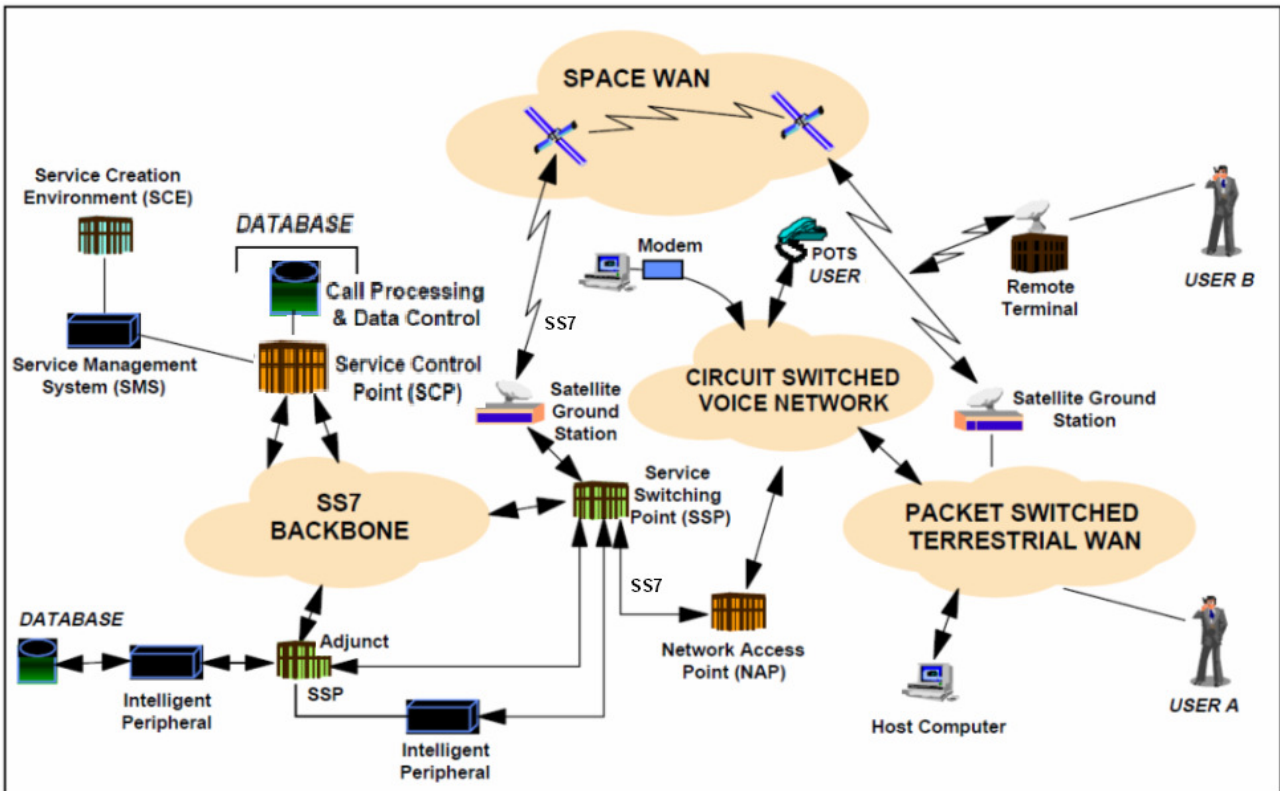 SPACE WAN
Service Creation
Environment (SCE)
DATABASE
Call Processing
& Data Control
Service Management
System (SMS)
Service Control
Point (SCP)
SS7
Modem
POTS
USER
Remote
Terminal
USER B
Satellite
Ground
Station
CIRCUIT SWITCHED
VOICE NETWORK
Satellite Ground
Station
SS7
BACKBONE
Service
Switching
Point (SSP)
PACKET SWITCHED
TERRESTRIAL WAN
SS7
DATABASE
Intelligent
Peripheral
Adjunct
SSP
Intelligent
Peripheral
Network Access
Point (NAP)
Host Computer
USER A